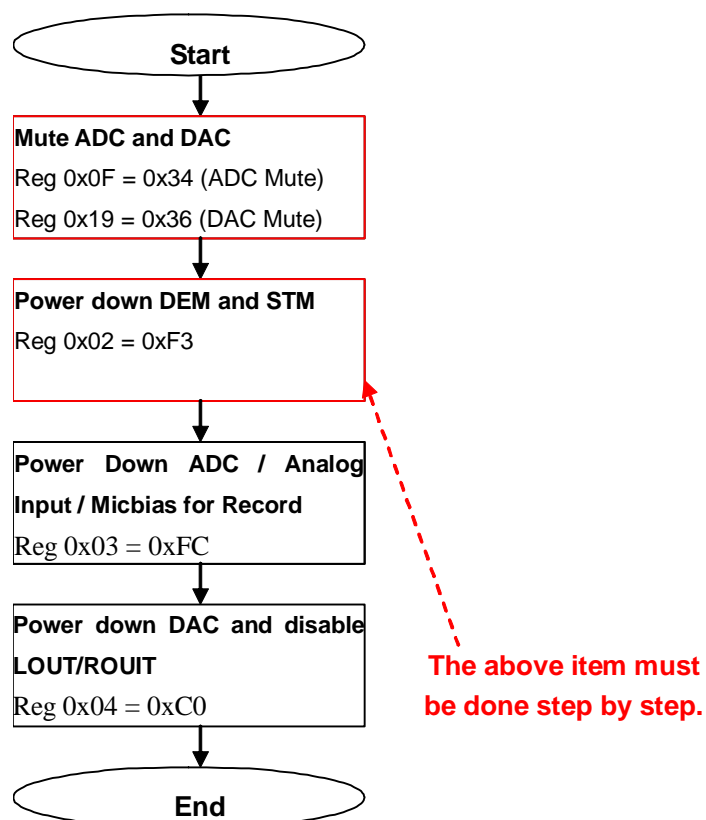 Start
Mute ADC and DAC
Reg 0x0F = 0x34 (ADC Mute)
Reg 0x19 = 0x36 (DAC Mute)
Power down DEM and STM
Reg 0x02 = 0xF3
Power Down ADC / Analog
Input / Micbias for Record
Reg 0x03 = 0xFC
Power down DAC and disable
LOUT/ROUIT
Reg 0x04 = 0xC0
The above item must
be done step by step.
End